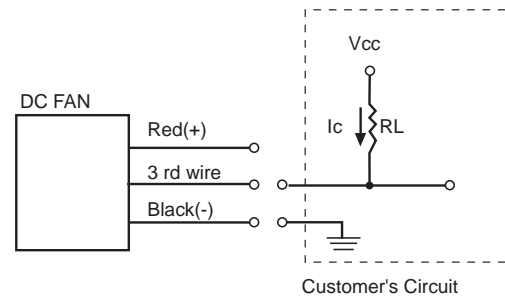 Vcc
DC FAN
Ic
RL
Red(+)
3 rd wire
Black(-)
Customer's Circuit